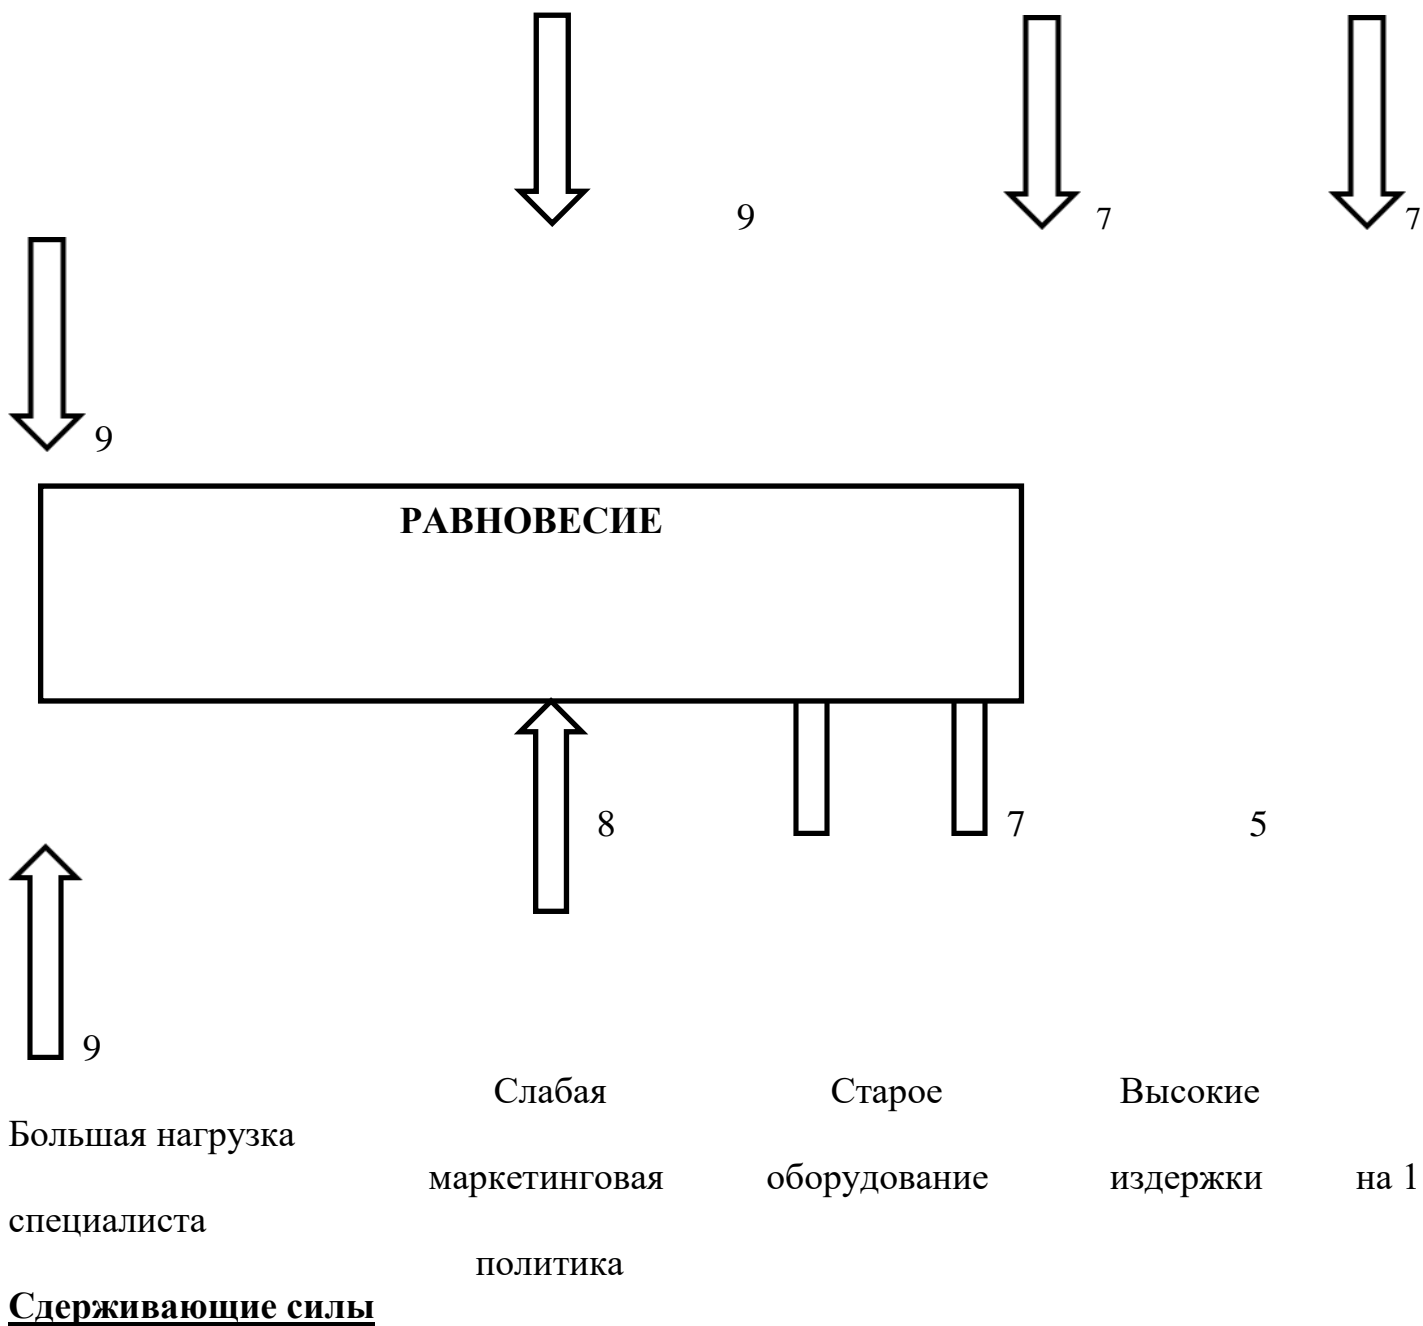 9 7 7
9
РАВНОВЕСИЕ
8 7 5
9
Слабая Старое Высокие
Большая нагрузка
маркетинговая оборудование издержки на 1
специалиста
политика
Сдерживающие силы